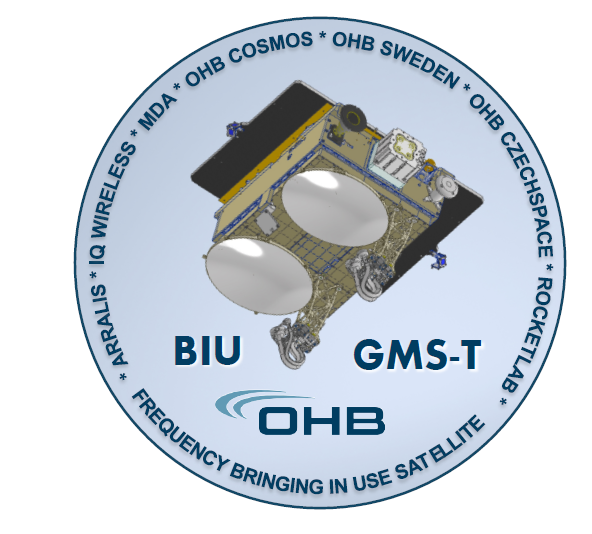 * ARRALIS * IQ WIRELESS * MDA * OHB COSMOS * OHB SWEDEN * OHB CZECHSPACE * ROCKETLAB *
BIU
GMS-T
OHB
FREQUENCY BRINGING IN USE SATELLITE